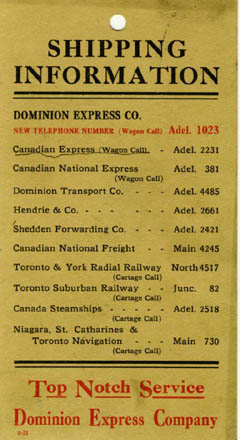 SHIPPING
INFORMATION
DOMINION EXPRESS CO.
NEW TELEPHONE NUMBER (Wagon Call) Adel. 1023
Canadian Express (Wagon Call) - Adel. 2231
Canadian National Express - Adel. 381
(Wagon Call)
Dominion Transport Co. - - Adel. 4485
Hendrie & Co. - - - - - Adel. 2661
Shedden Forwarding Co. - - Adel. 2421
Canadian National Freight - - Main 4245
Toronto & York Radial Railway North 4517
(Cartage Call)
Toronto Suburban Railway - - Junc. 82
(Cartage Call)
Canada Steamships - - - - - Adel. 2518
(Cartage Call)
Niagara, St. Catharines &
Toronto Navigation - - - Main 730
(Cartage Call)
Top Notch Service
Dominion Express Company